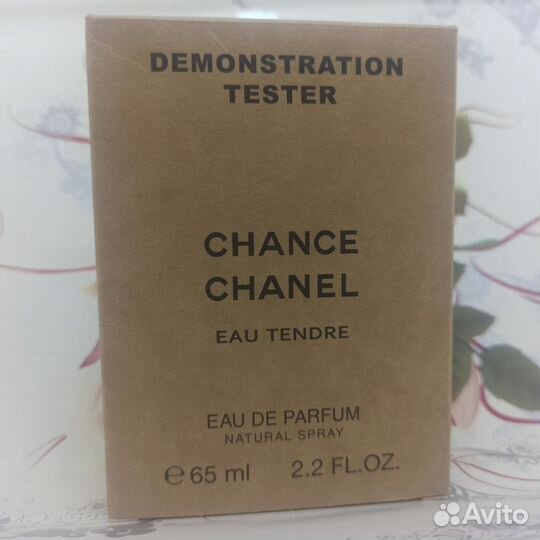 DEMONSTRATION
TESTER
CHANCE
CHANEL
EAU TENDRE
EAU DE PARFUM
NATURAL SPRAY
e 65 ml 2.2 FL.OZ.
Avito